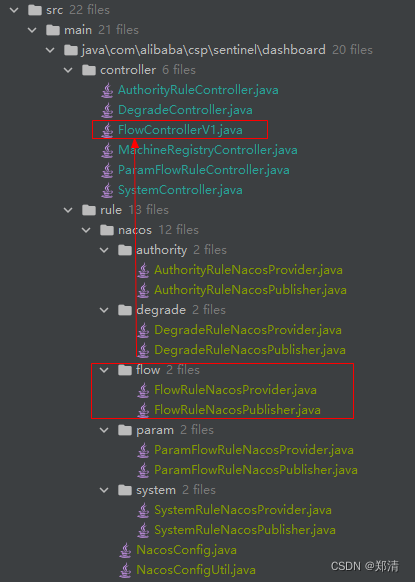 src 22 files
main 21 files
java\com\alibaba\csp\sentinel\dashboard 20 files
controller 6 files
AuthorityRuleController.java
DegradeController.java
FlowControllerV1.java
MachineRegistryController.java
ParamFlowRuleController.java
SystemController.java
rule 13 files
nacos 12 files
authority 2 files
AuthorityRuleNacosProvider.java
AuthorityRuleNacosPublisher.java
degrade 2 files
DegradeRuleNacosProvider.java
DegradeRuleNacosPublisher.java
flow 2 files
FlowRuleNacosProvider.java
FlowRuleNacosPublisher.java
param 2 files
ParamFlowRuleNacosProvider.java
ParamFlowRuleNacosPublisher.java
system 2 files
SystemRuleNacosProvider.java
SystemRuleNacosPublisher.java
NacosConfig.java
NacosConfigUtil.java
CSDN @郑清